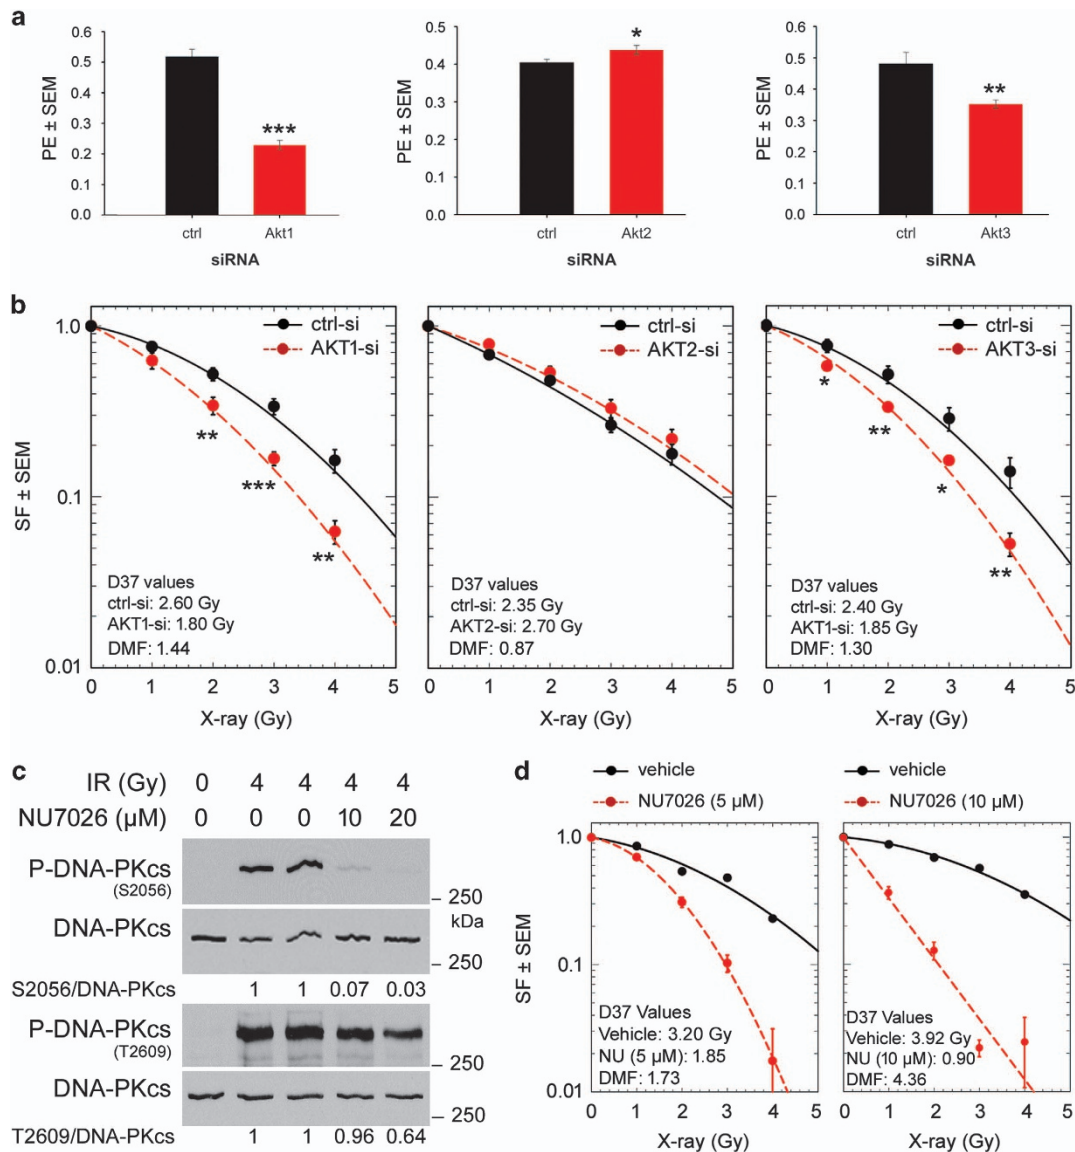 a
PE ± SEM
0.6
0.5
0.4
0.3
0.2
0.1
0.0
***
ctrl Akt1
siRNA
PE ± SEM
0.5
0.4
0.3
0.2
0.1
0.0
*
ctrl Akt2
siRNA
PE ± SEM
0.6
0.5
0.4
0.3
0.2
0.1
0.0
**
ctrl Akt3
siRNA
b
SF ± SEM
1.0
0.1
0.01
ctrl-si
AKT1-si
**
***
**
D37 values
ctrl-si: 2.60 Gy
AKT1-si: 1.80 Gy
DMF: 1.44
0 1 2 3 4 5
X-ray (Gy)
ctrl-si
AKT2-si
D37 values
ctrl-si: 2.35 Gy
AKT2-si: 2.70 Gy
DMF: 0.87
0 1 2 3 4 5
X-ray (Gy)
ctrl-si
AKT3-si
*
**
*
**
D37 values
ctrl-si: 2.40 Gy
AKT1-si: 1.85 Gy
DMF: 1.30
0 1 2 3 4 5
X-ray (Gy)
c
IR (Gy) 0 4 4 4 4
NU7026 (µM) 0 0 0 10 20
P-DNA-PKcs
(S2056)
250
kDa
DNA-PKcs
250
S2056/DNA-PKcs 1 1 0.07 0.03
P-DNA-PKcs
(T2609)
250
DNA-PKcs
250
T2609/DNA-PKcs 1 1 0.96 0.64
d
vehicle
NU7026 (5 µM)
SF ± SEM
1.0
0.1
0.01
D37 Values
Vehicle: 3.20 Gy
NU (5 µM): 1.85
DMF: 1.73
0 1 2 3 4 5
X-ray (Gy)
vehicle
NU7026 (10 µM)
D37 Values
Vehicle: 3.92 Gy
NU (10 µM): 0.90
DMF: 4.36
0 1 2 3 4 5
X-ray (Gy)